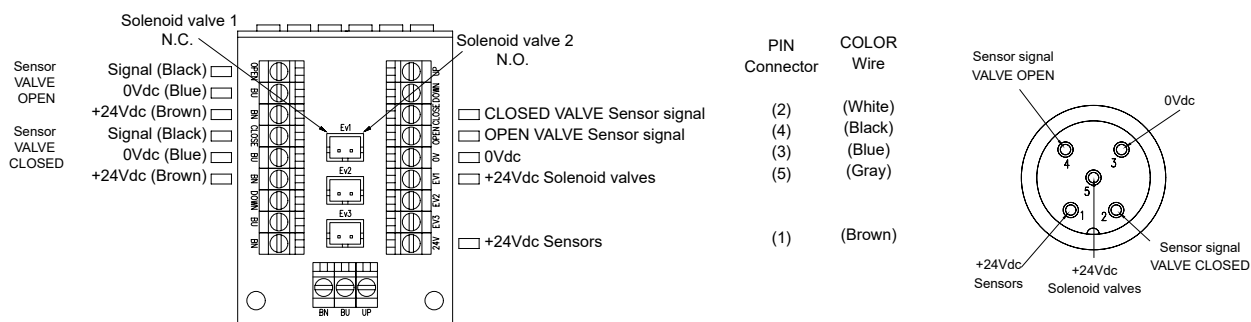 Solenoid valve 1
N.C.
Solenoid valve 2
N.O.
Sensor
VALVE
OPEN
Signal (Black)
0Vdc (Blue)
+24Vdc (Brown)
Sensor
VALVE
CLOSED
Signal (Black)
0Vdc (Blue)
+24Vdc (Brown)
OPEN
BU
BN
CLOSE
BU
BN
DOWN
BU
BN
Ev1
Ev2
Ev3
UP
DOWN
CLOSE
OPEN
0V
EV1
EV2
EV3
24V
BN BU UP
CLOSED VALVE Sensor signal
OPEN VALVE Sensor signal
0Vdc
+24Vdc Solenoid valves
+24Vdc Sensors
PIN
Connector
COLOR
Wire
(2) (White)
(4) (Black)
(3) (Blue)
(5) (Gray)
(1) (Brown)
Sensor signal
VALVE OPEN
0Vdc
4 3
5
1 2
+24Vdc
Sensors
+24Vdc
Solenoid valves
Sensor signal
VALVE CLOSED